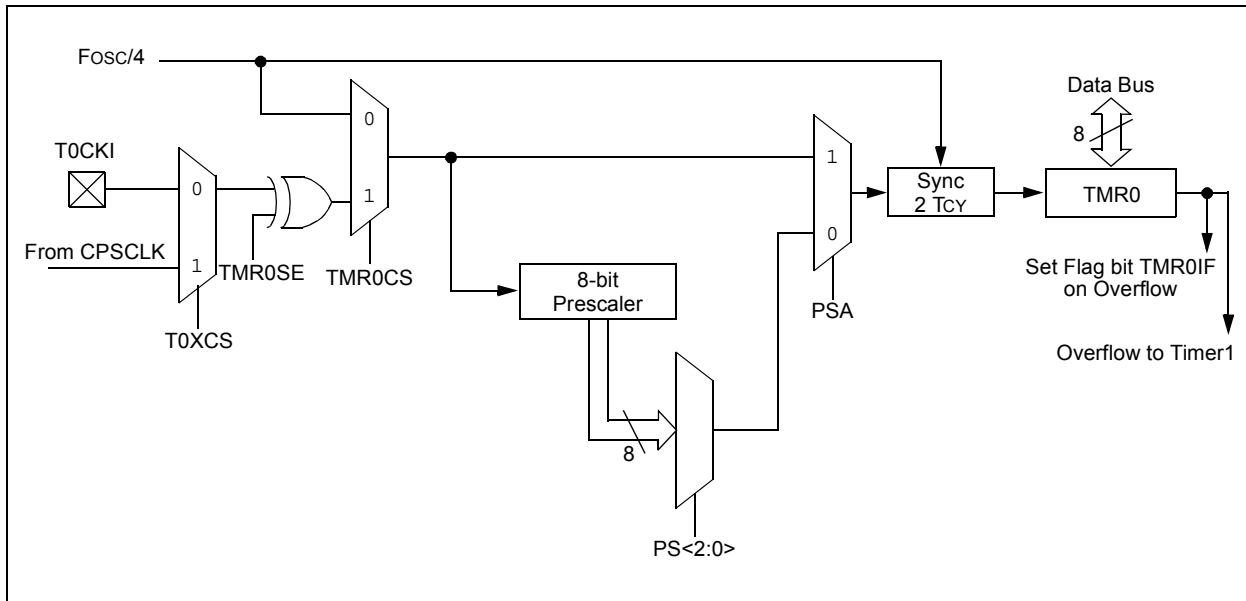 FOSC/4
Data Bus
8
T0CKI
0
1
0
1
0
1
0
Sync
2 TCY
TMR0
From CPSCLK
TMR0SE
TMR0CS
T0XCS
8-bit
Prescaler
PSA
Set Flag bit TMR0IF
on Overflow
Overflow to Timer1
8
PS<2:0>